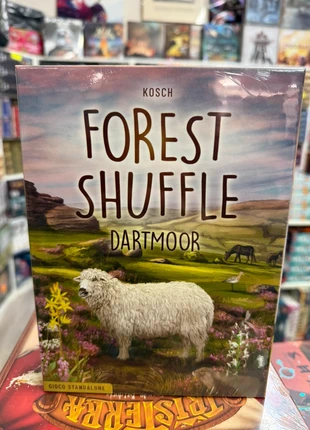 KOSCH
FOREST
SHUFFLE
DARTMOOR
GIOCO STANDALONE